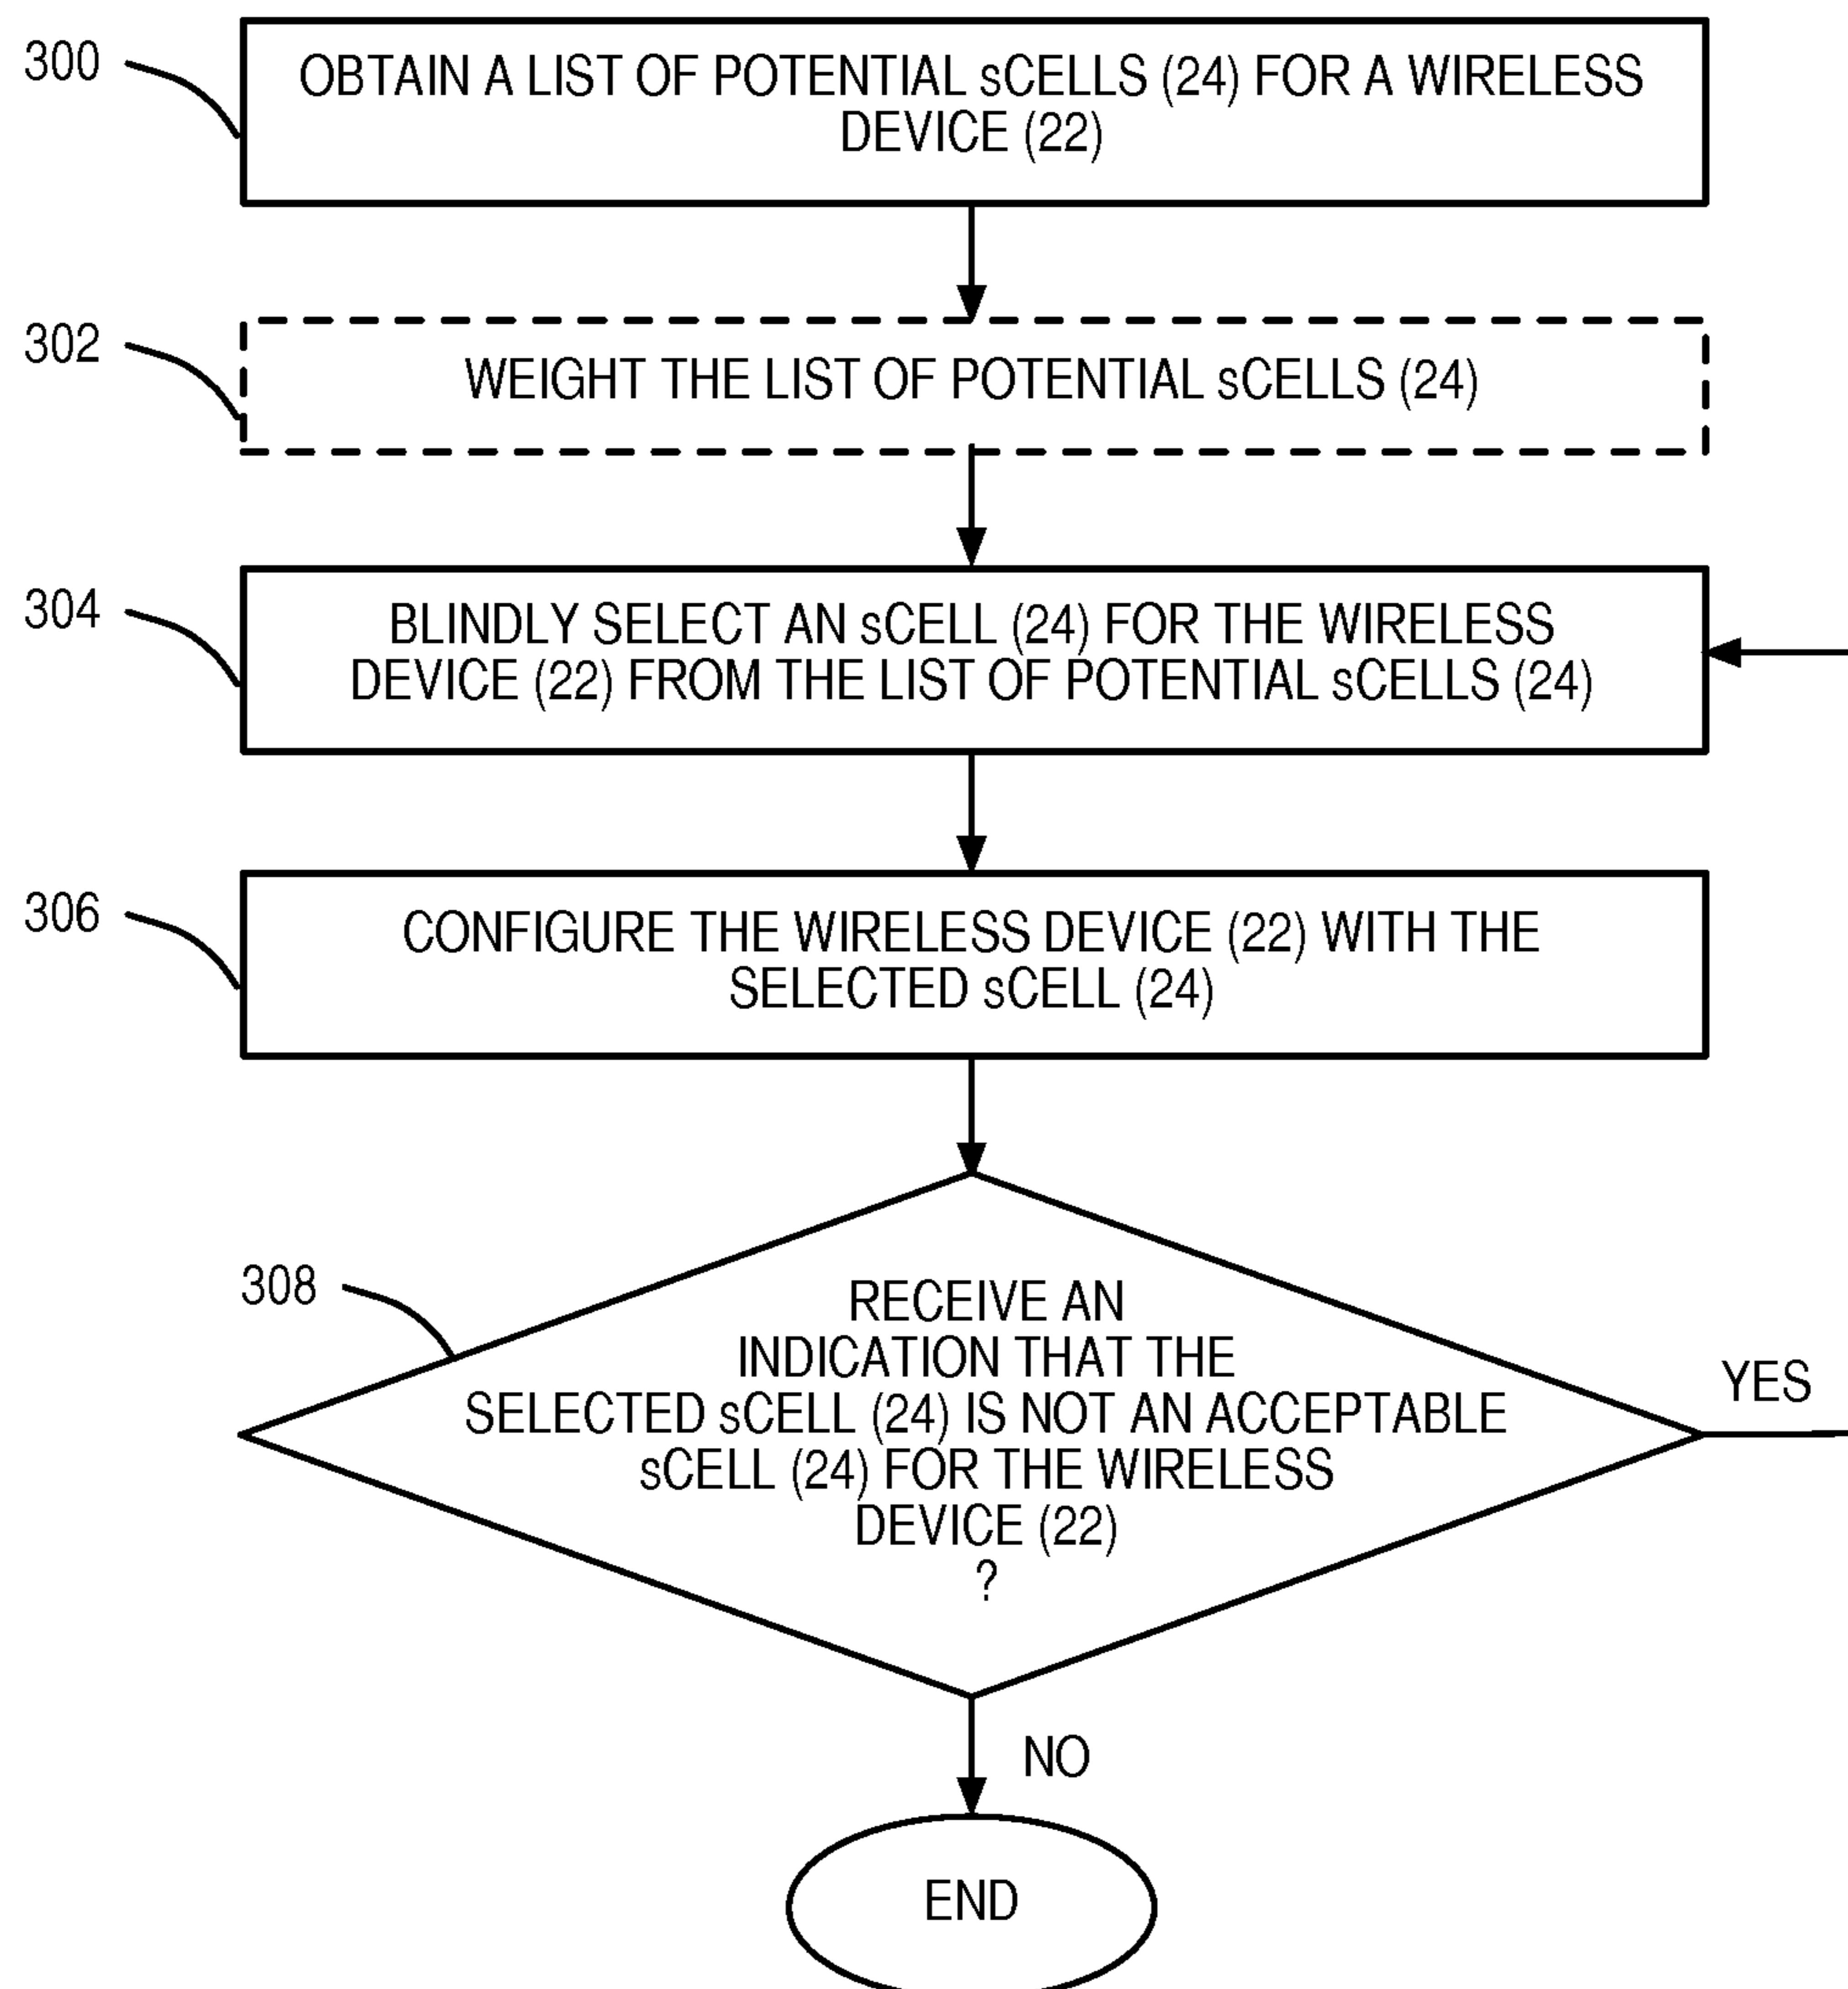 300
OBTAIN A LIST OF POTENTIAL sCELLS (24) FOR A WIRELESS
DEVICE (22)
302
WEIGHT THE LIST OF POTENTIAL sCELLS (24)
304
BLINDLY SELECT AN sCELL (24) FOR THE WIRELESS
DEVICE (22) FROM THE LIST OF POTENTIAL sCELLS (24)
306
CONFIGURE THE WIRELESS DEVICE (22) WITH THE
SELECTED sCELL (24)
308
RECEIVE AN
INDICATION THAT THE
SELECTED sCELL (24) IS NOT AN ACCEPTABLE
sCELL (24) FOR THE WIRELESS
DEVICE (22)
?
YES
NO
END